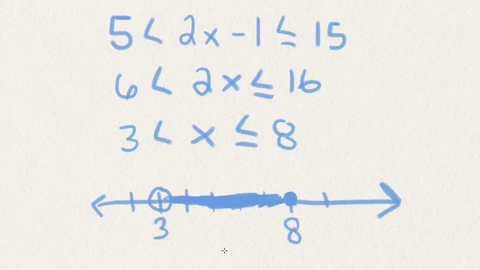 5 < 2x - 1 ≤ 15
6 < 2x ≤ 16
3 < x ≤ 8
3 8